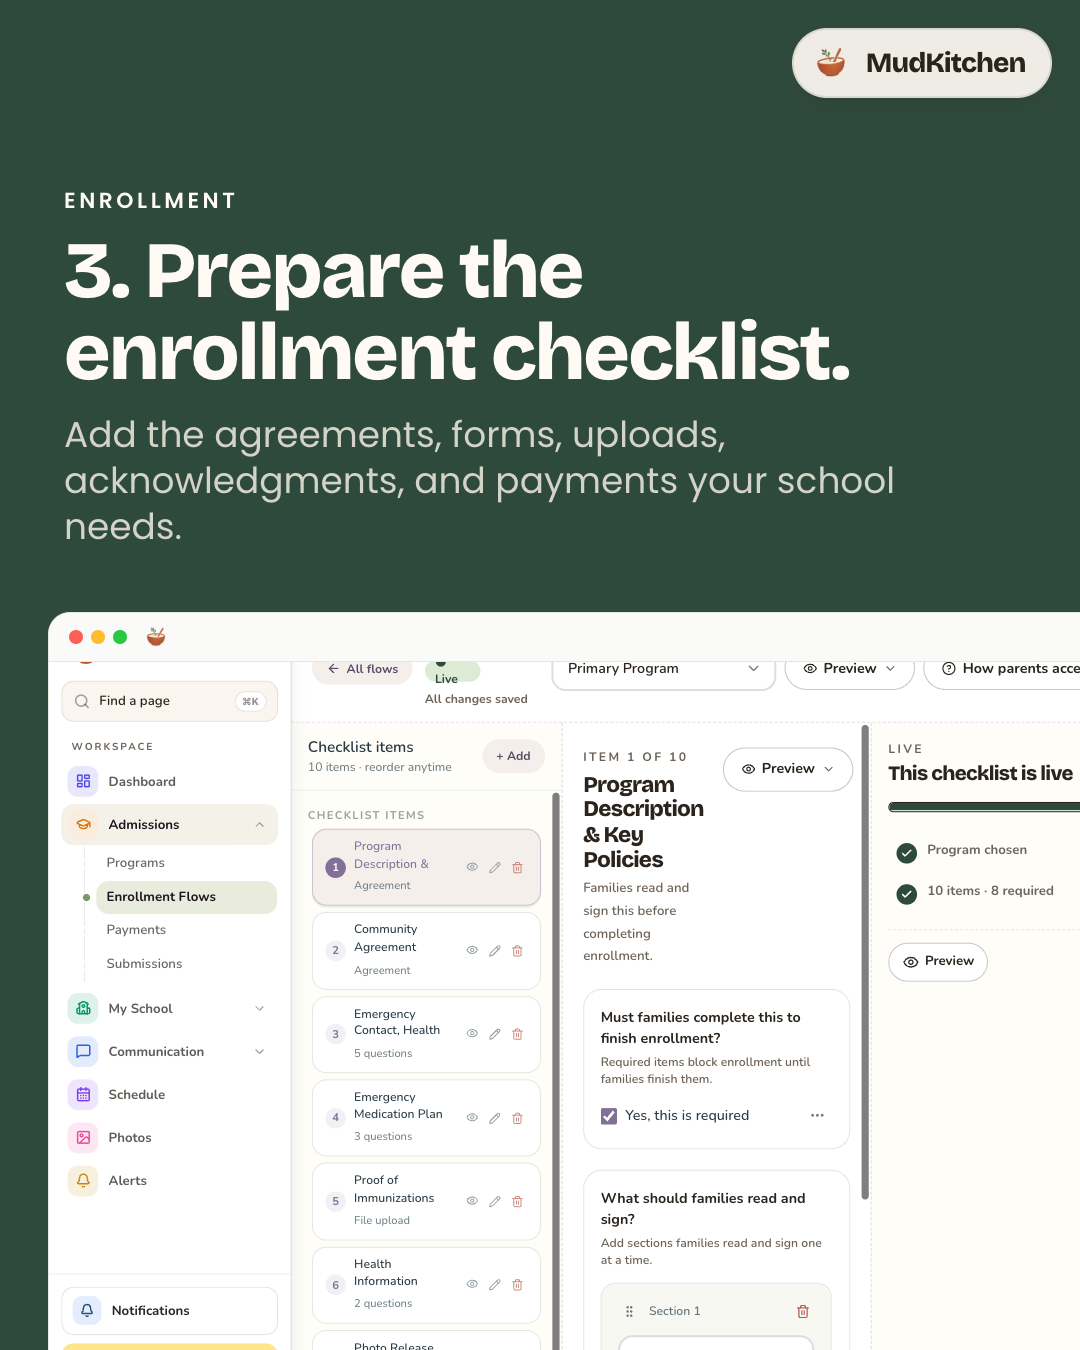 MudKitchen
ENROLLMENT
3. Prepare the
enrollment checklist.
Add the agreements, forms, uploads,
acknowledgments, and payments your school
needs.
Find a page
⌘K
WORKSPACE
Dashboard
Admissions
Programs
Enrollment Flows
Payments
Submissions
My School
Communication
Schedule
Photos
Alerts
Notifications
All flows
Live
All changes saved
Primary Program
Preview
How parents acce
Checklist items
10 items · reorder anytime
+ Add
CHECKLIST ITEMS
1
Program
Description &
Agreement
2
Community
Agreement
Agreement
3
Emergency
Contact, Health
5 questions
4
Emergency
Medication Plan
3 questions
5
Proof of
Immunizations
File upload
6
Health
Information
2 questions
Photo Release
ITEM 1 OF 10
Program
Description
& Key
Policies
Preview
Families read and
sign this before
completing
enrollment.
Must families complete this to
finish enrollment?
Required items block enrollment until
families finish them.
Yes, this is required
What should families read and
sign?
Add sections families read and sign one
at a time.
Section 1
LIVE
This checklist is live
Program chosen
10 items · 8 required
Preview